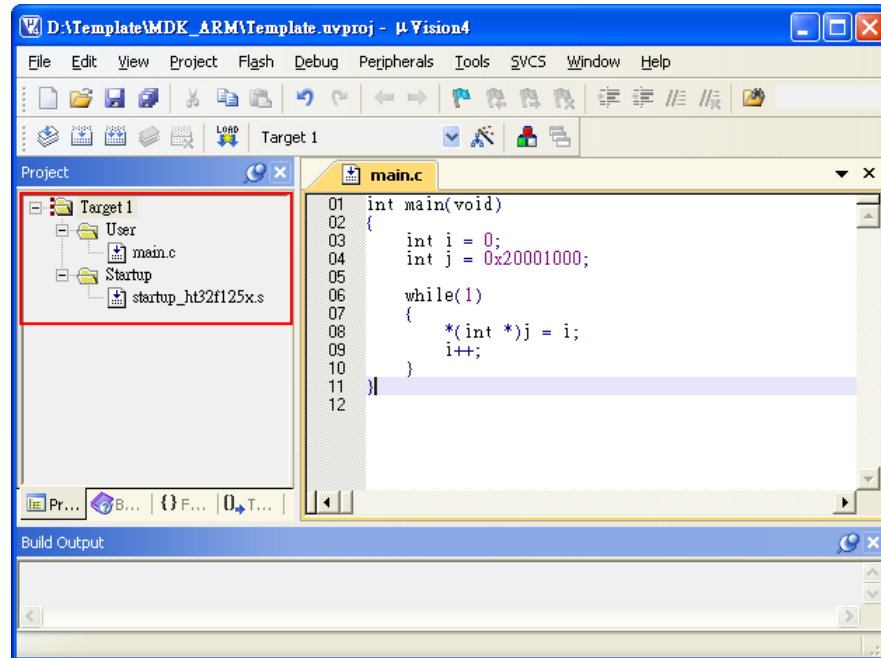 D:\Template\MDK_ARM\Template.uvproj - µVision4
File Edit View Project Flash Debug Peripherals Tools SVCS Window Help
LOAD Target 1
Project
main.c
Target 1
User
main.c
Startup
startup_ht32f125x.s
01 int main(void)
02 {
03     int i = 0;
04     int j = 0x20001000;
05
06     while(1)
07     {
08         *(int *)j = i;
09         i++;
10     }
11 }
12
Pr... B... {} F... 0 T...
Build Output